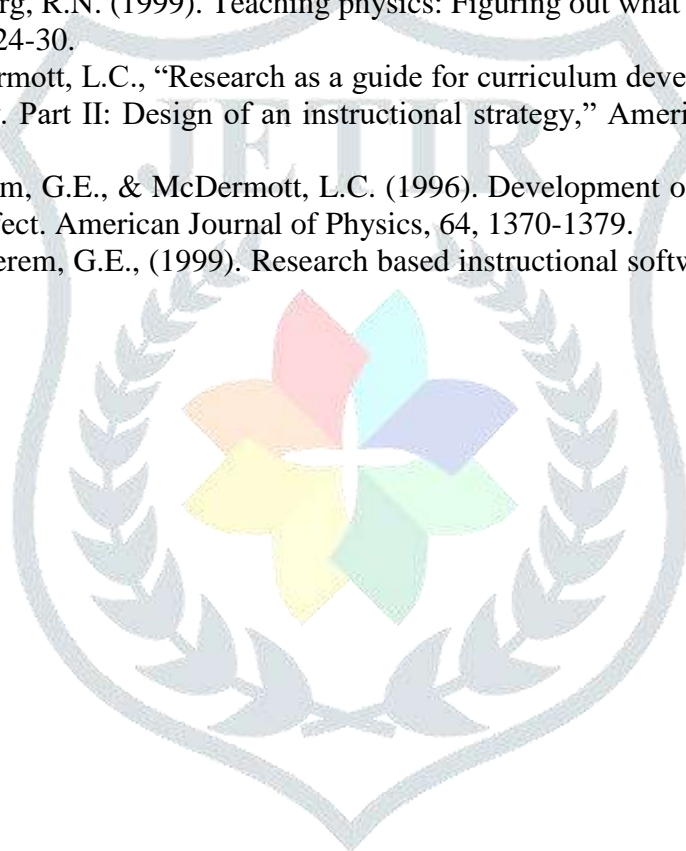 rg, R.N. (1999). Teaching physics: Figuring out what
24-30.
rmott, L.C., “Research as a guide for curriculum deve
. Part II: Design of an instructional strategy,” Ameri
m, G.E., & McDermott, L.C. (1996). Development o
fect. American Journal of Physics, 64, 1370-1379.
erem, G.E., (1999). Research based instructional softw
JETIR